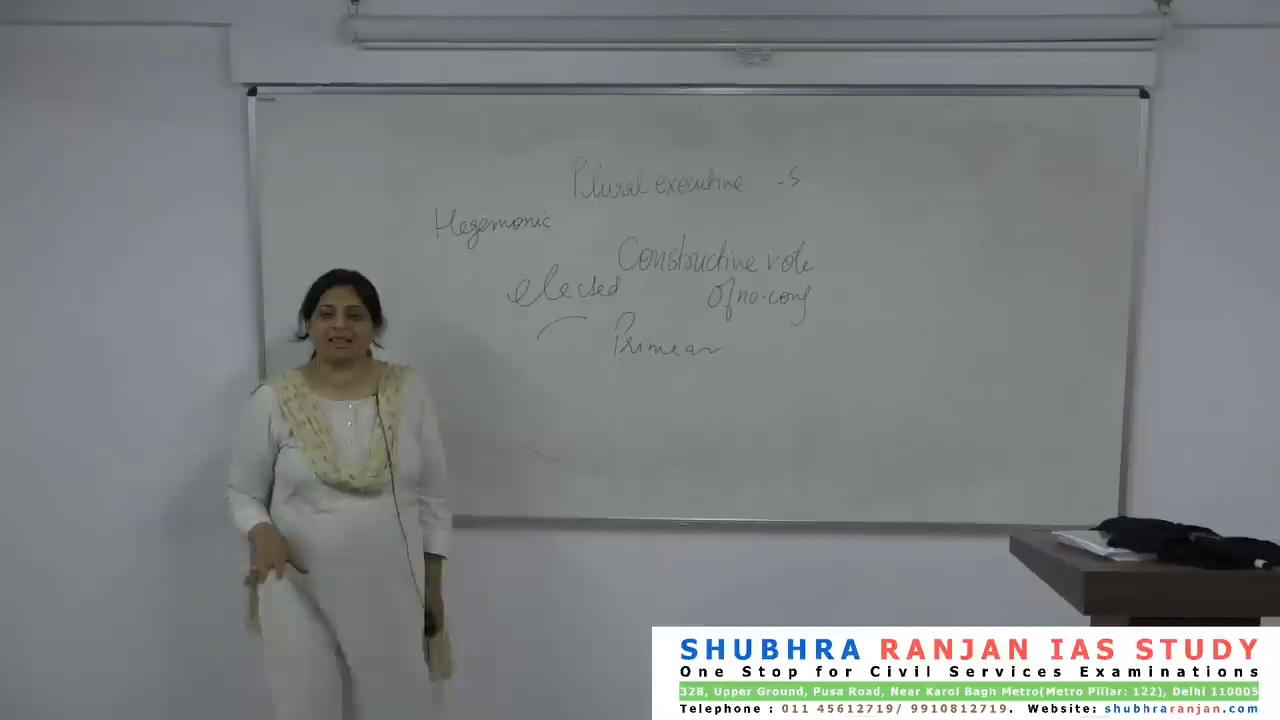 Plural executive - S
Hegemonic
Constructive vote
elected of no-conf
SHUBHRA RANJAN IAS STUDY
One Stop for Civil Services Examinations
32B, Upper Ground, Pusa Road, Near Karol Bagh Metro(Metro Pillar: 122), Delhi 110005
Telephone : 011 45612719/ 9910812719. Website: shubhraranjan.com